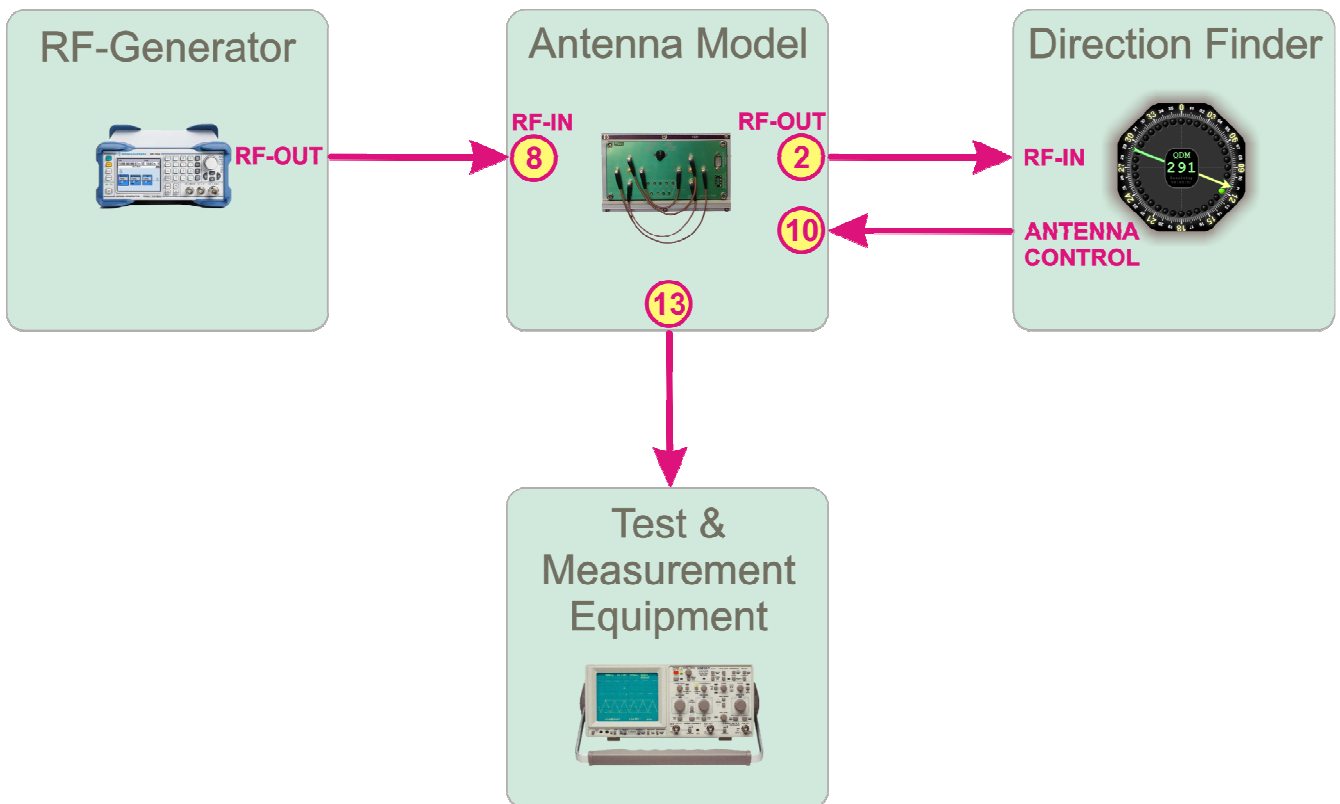 RF-Generator
RF-OUT
Antenna Model
RF-IN
8
RF-OUT
2
10
13
Direction Finder
RF-IN
ANTENNA
CONTROL
QDM
291
Test &
Measurement
Equipment